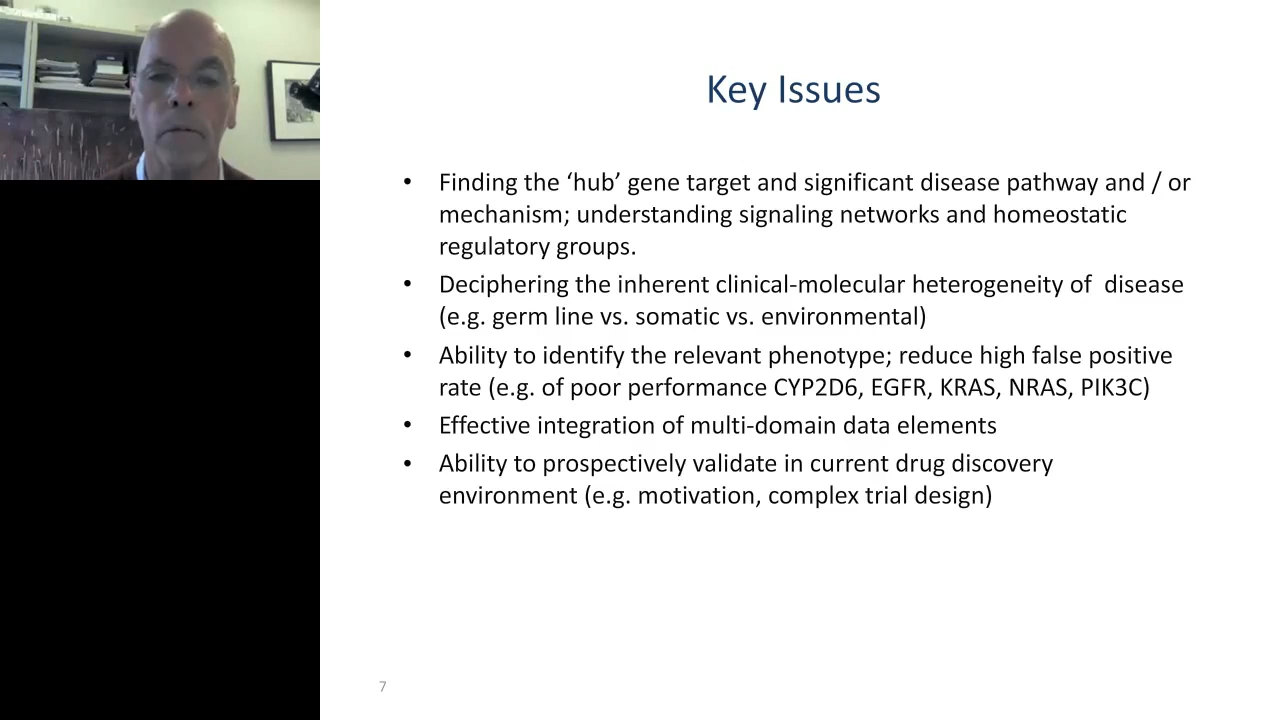 Key Issues
• Finding the ‘hub’ gene target and significant disease pathway and / or
mechanism; understanding signaling networks and homeostatic
regulatory groups.
• Deciphering the inherent clinical-molecular heterogeneity of  disease
(e.g. germ line vs. somatic vs. environmental)
• Ability to identify the relevant phenotype; reduce high false positive
rate (e.g. of poor performance CYP2D6, EGFR, KRAS, NRAS, PIK3C)
• Effective integration of multi-domain data elements
• Ability to prospectively validate in current drug discovery
environment (e.g. motivation, complex trial design)
7